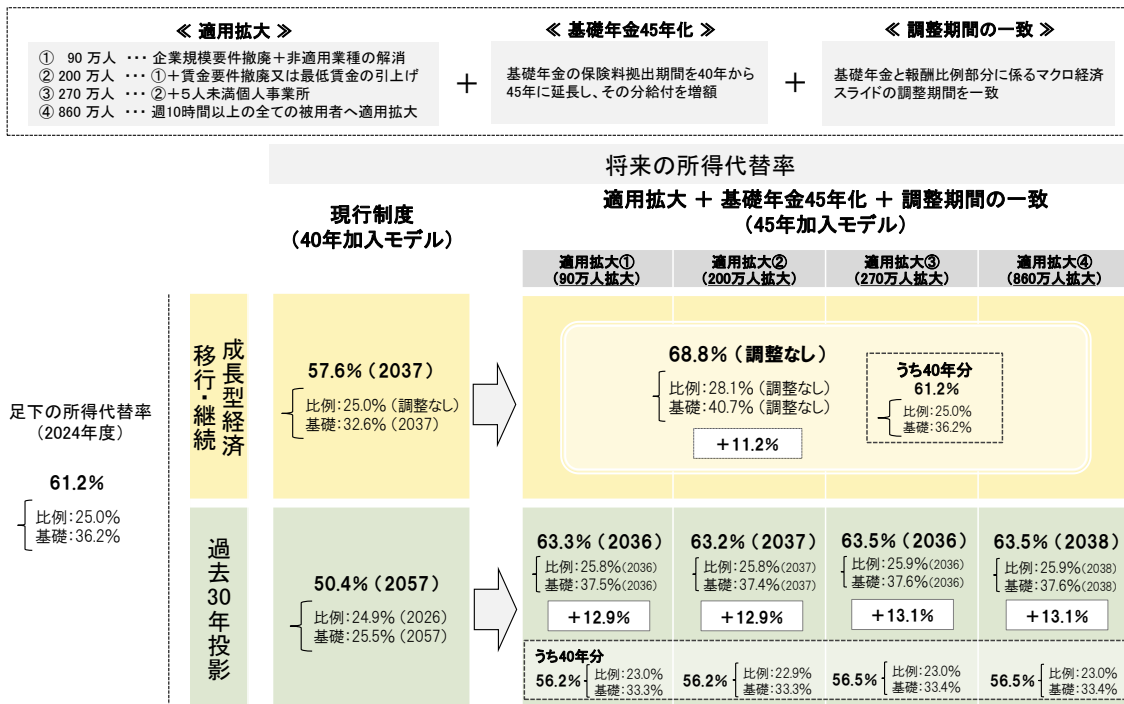 ≪ 適用拡大 ≫
① 90 万人 ・・・ 企業規模要件撤廃＋非適用業種の解消
② 200 万人 ・・・ ①＋賃金要件撤廃又は最低賃金の引上げ
③ 270 万人 ・・・ ②＋５人未満個人事業所
④ 860 万人 ・・・ 週10時間以上の全ての被用者へ適用拡大
＋
≪ 基礎年金45年化 ≫
基礎年金の保険料拠出期間を40年から
45年に延長し、その分給付を増額
＋
≪ 調整期間の一致 ≫
基礎年金と報酬比例部分に係るマクロ経済
スライドの調整期間を一致
将来の所得代替率
現行制度
（40年加入モデル）
適用拡大 ＋ 基礎年金45年化 ＋ 調整期間の一致
（45年加入モデル）
適用拡大①
（90万人拡大）
適用拡大②
（200万人拡大）
適用拡大③
（270万人拡大）
適用拡大④
（860万人拡大）
足下の所得代替率
（2024年度）
61.2%
比例：25.0%
基礎：36.2%
成長型経済
移行・継続
57.6% （2037）
比例：25.0% （調整なし）
基礎：32.6% （2037）
68.8% （調整なし）
比例：28.1% （調整なし）
基礎：40.7% （調整なし）
＋11.2%
うち40年分
61.2%
比例：25.0%
基礎：36.2%
過去30年投影
50.4% （2057）
比例：24.9% （2026）
基礎：25.5% （2057）
63.3% （2036）
比例：25.8%（2036）
基礎：37.5%（2036）
＋12.9%
63.2% （2037）
比例：25.8%（2037）
基礎：37.4%（2037）
＋12.9%
63.5% （2036）
比例：25.9%（2036）
基礎：37.6%（2036）
＋13.1%
63.5% （2038）
比例：25.9%（2038）
基礎：37.6%（2038）
＋13.1%
うち40年分
56.2%
比例：23.0%
基礎：33.3%
56.2%
比例：22.9%
基礎：33.3%
56.5%
比例：23.0%
基礎：33.4%
56.5%
比例：23.0%
基礎：33.4%